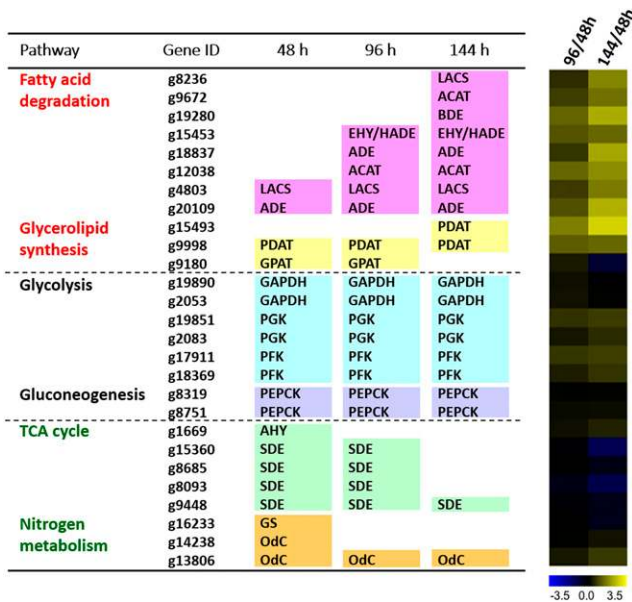 96/48h 144/48h
Pathway Gene ID 48 h 96 h 144 h
Fatty acid g8236 LACS
degradation g9672 ACAT
g19280 BDE
g15453 EHY/HADE EHY/HADE
g18837 ADE ADE
g12038 ACAT ACAT
g4803 LACS LACS LACS
g20109 ADE ADE ADE
Glycerolipid g15493 PDAT
synthesis g9998 PDAT PDAT PDAT
g9180 GPAT GPAT
Glycolysis g19890 GAPDH GAPDH GAPDH
g2053 GAPDH GAPDH GAPDH
g19851 PGK PGK PGK
g2083 PGK PGK PGK
g17911 PFK PFK PFK
g18369 PFK PFK PFK
Gluconeogenesis g8319 PEPCK PEPCK PEPCK
g8751 PEPCK PEPCK PEPCK
TCA cycle g1669 AHY
g15360 SDE SDE
g8685 SDE SDE
g8093 SDE SDE
g9448 SDE SDE SDE
Nitrogen g16233 GS
metabolism g14238 OdC
g13806 OdC OdC OdC
-3.5 0.0 3.5